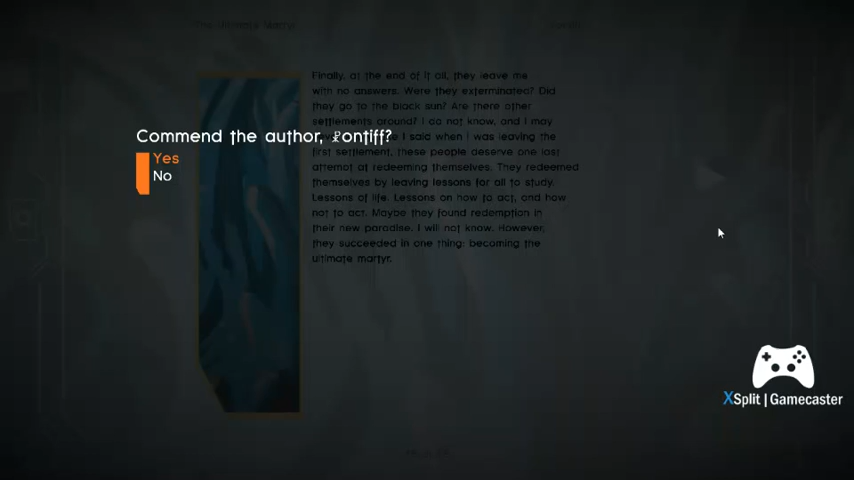 The Ultimate Martyr
Finally, at the end of it all, they leave me
with no answers. Were they exterminated? Did
they go to the black sun? Are there other
settlements around? I do not know, and I may
Commend the author, Pontiff?
I said when I was leaving the
first settlement, these people deserve one last
Yes
attempt at redeeming themselves. They redeemed
No
themselves by leaving lessons for all to study.
Lessons of life. Lessons on how to act, and how
not to act. Maybe they found redemption in
their new paradise. I will not know. However,
they succeeded in one thing: becoming the
ultimate martyr.
XSplit | Gamecaster